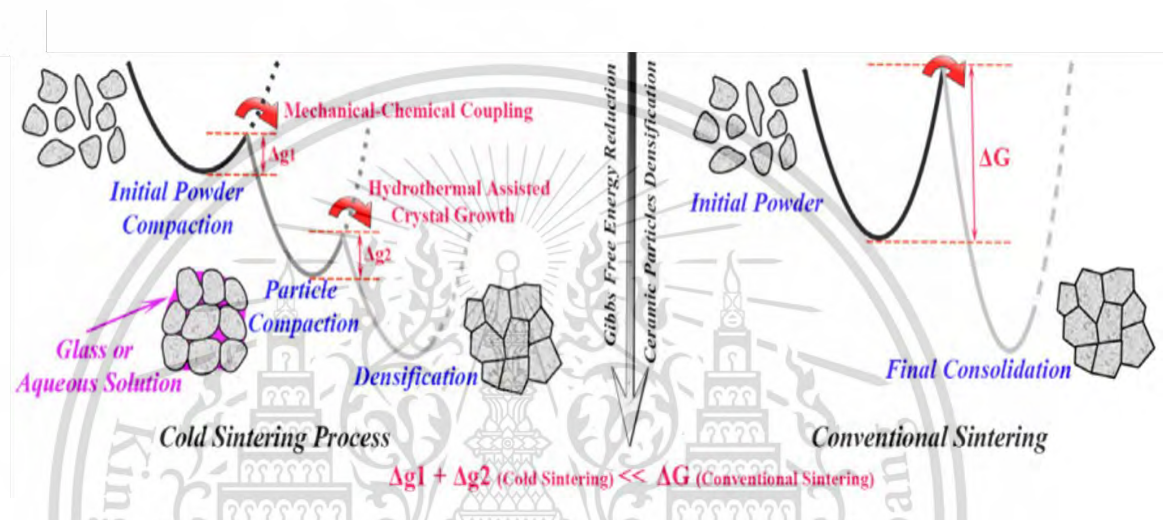 Mechanical-Chemical Coupling
Δg1
Initial Powder
Compaction
Hydrothermal Assisted
Crystal Growth
Δg2
Particle
Compaction
Glass or
Aqueous Solution
Densification
Cold Sintering Process
Gibbs Free Energy Reduction
Ceramic Particles Densification
Initial Powder
ΔG
Final Consolidation
Conventional Sintering
Δg1 + Δg2 (Cold Sintering) << ΔG (Conventional Sintering)